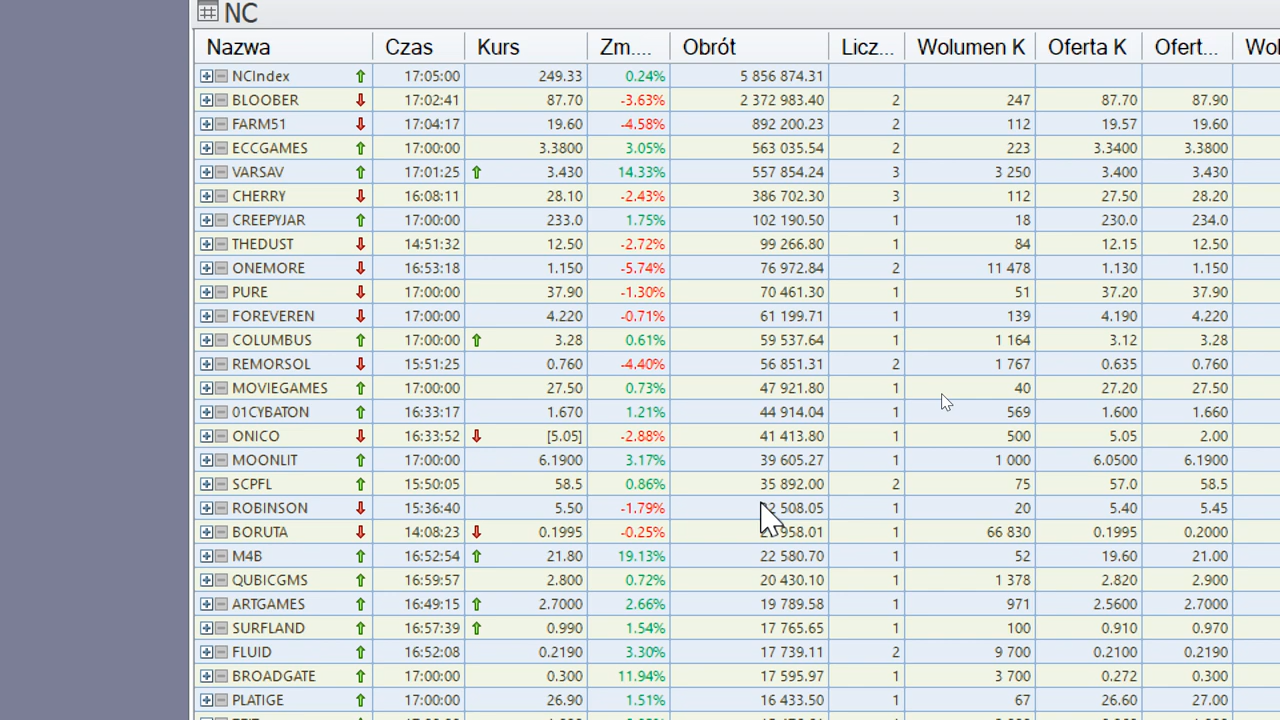 NC
Nazwa Czas Kurs Zm.... Obrót Licz... Wolumen K Oferta K Ofert...
NCIndex 17:05:00 249.33 0.24% 5 856 874.31
BLOOBER 17:02:41 87.70 -3.63% 2 372 983.40 2 247 87.70 87.90
FARM51 17:04:17 19.60 -4.58% 892 200.23 2 112 19.57 19.60
ECCGAMES 17:00:00 3.3800 3.05% 563 035.54 2 223 3.3400 3.3800
VARSAV 17:01:25 3.430 14.33% 557 854.24 3 3 250 3.400 3.430
CHERRY 16:08:11 28.10 -2.43% 386 702.30 3 112 27.50 28.20
CREEPYJAR 17:00:00 233.0 1.75% 102 190.50 1 18 230.0 234.0
THEDUST 14:51:32 12.50 -2.72% 99 266.80 1 84 12.15 12.50
ONEMORE 16:53:18 1.150 -5.74% 76 972.84 2 11 478 1.130 1.150
PURE 17:00:00 37.90 -1.30% 70 461.30 1 51 37.20 37.90
FOREVEREN 17:00:00 4.220 -0.71% 61 199.71 1 139 4.190 4.220
COLUMBUS 17:00:00 3.28 0.61% 59 537.64 1 1 164 3.12 3.28
REMORSOL 15:51:25 0.760 -4.40% 56 851.31 2 1 767 0.635 0.760
MOVIEGAMES 17:00:00 27.50 0.73% 47 921.80 1 40 27.20 27.50
01CYBATON 16:33:17 1.670 1.21% 44 914.04 1 569 1.600 1.660
ONICO 16:33:52 [5.05] -2.88% 41 413.80 1 500 5.05 2.00
MOONLIT 17:00:00 6.1900 3.17% 39 605.27 1 1 000 6.0500 6.1900
SCPFL 15:50:05 58.5 0.86% 35 892.00 2 75 57.0 58.5
ROBINSON 15:36:40 5.50 -1.79% 508.05 1 20 5.40 5.45
BORUTA 14:08:23 0.1995 -0.25% 958.01 1 66 830 0.1995 0.2000
M4B 16:52:54 21.80 19.13% 22 580.70 1 52 19.60 21.00
QUBICGMS 16:59:57 2.800 0.72% 20 430.10 1 1 378 2.820 2.900
ARTGAMES 16:49:15 2.7000 2.66% 19 789.58 1 971 2.5600 2.7000
SURFLAND 16:57:39 0.990 1.54% 17 765.65 1 100 0.910 0.970
FLUID 16:52:08 0.2190 3.30% 17 739.11 2 9 700 0.2100 0.2190
BROADGATE 17:00:00 0.300 11.94% 17 595.97 1 3 700 0.272 0.300
PLATIGE 17:00:00 26.90 1.51% 16 433.50 1 67 26.60 27.00